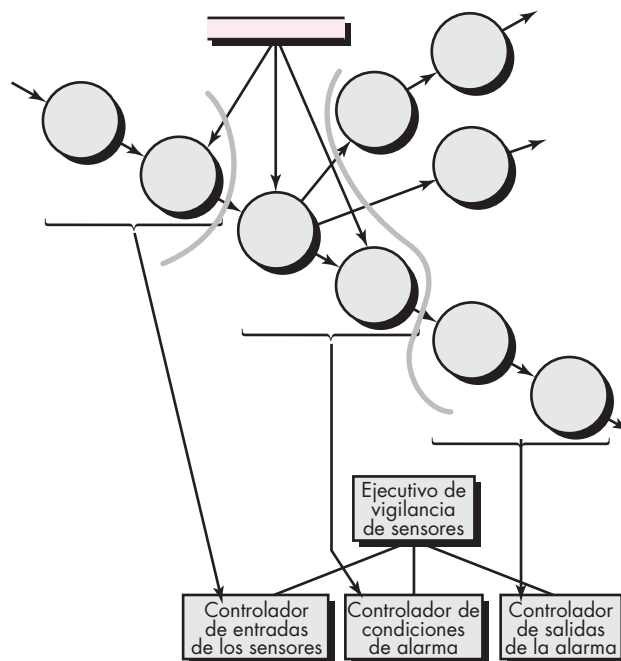 Ejecutivo de
vigilancia
de sensores
Controlador
de entradas
de los sensores
Controlador de
condiciones
de alarma
Controlador
de salidas
de la alarma